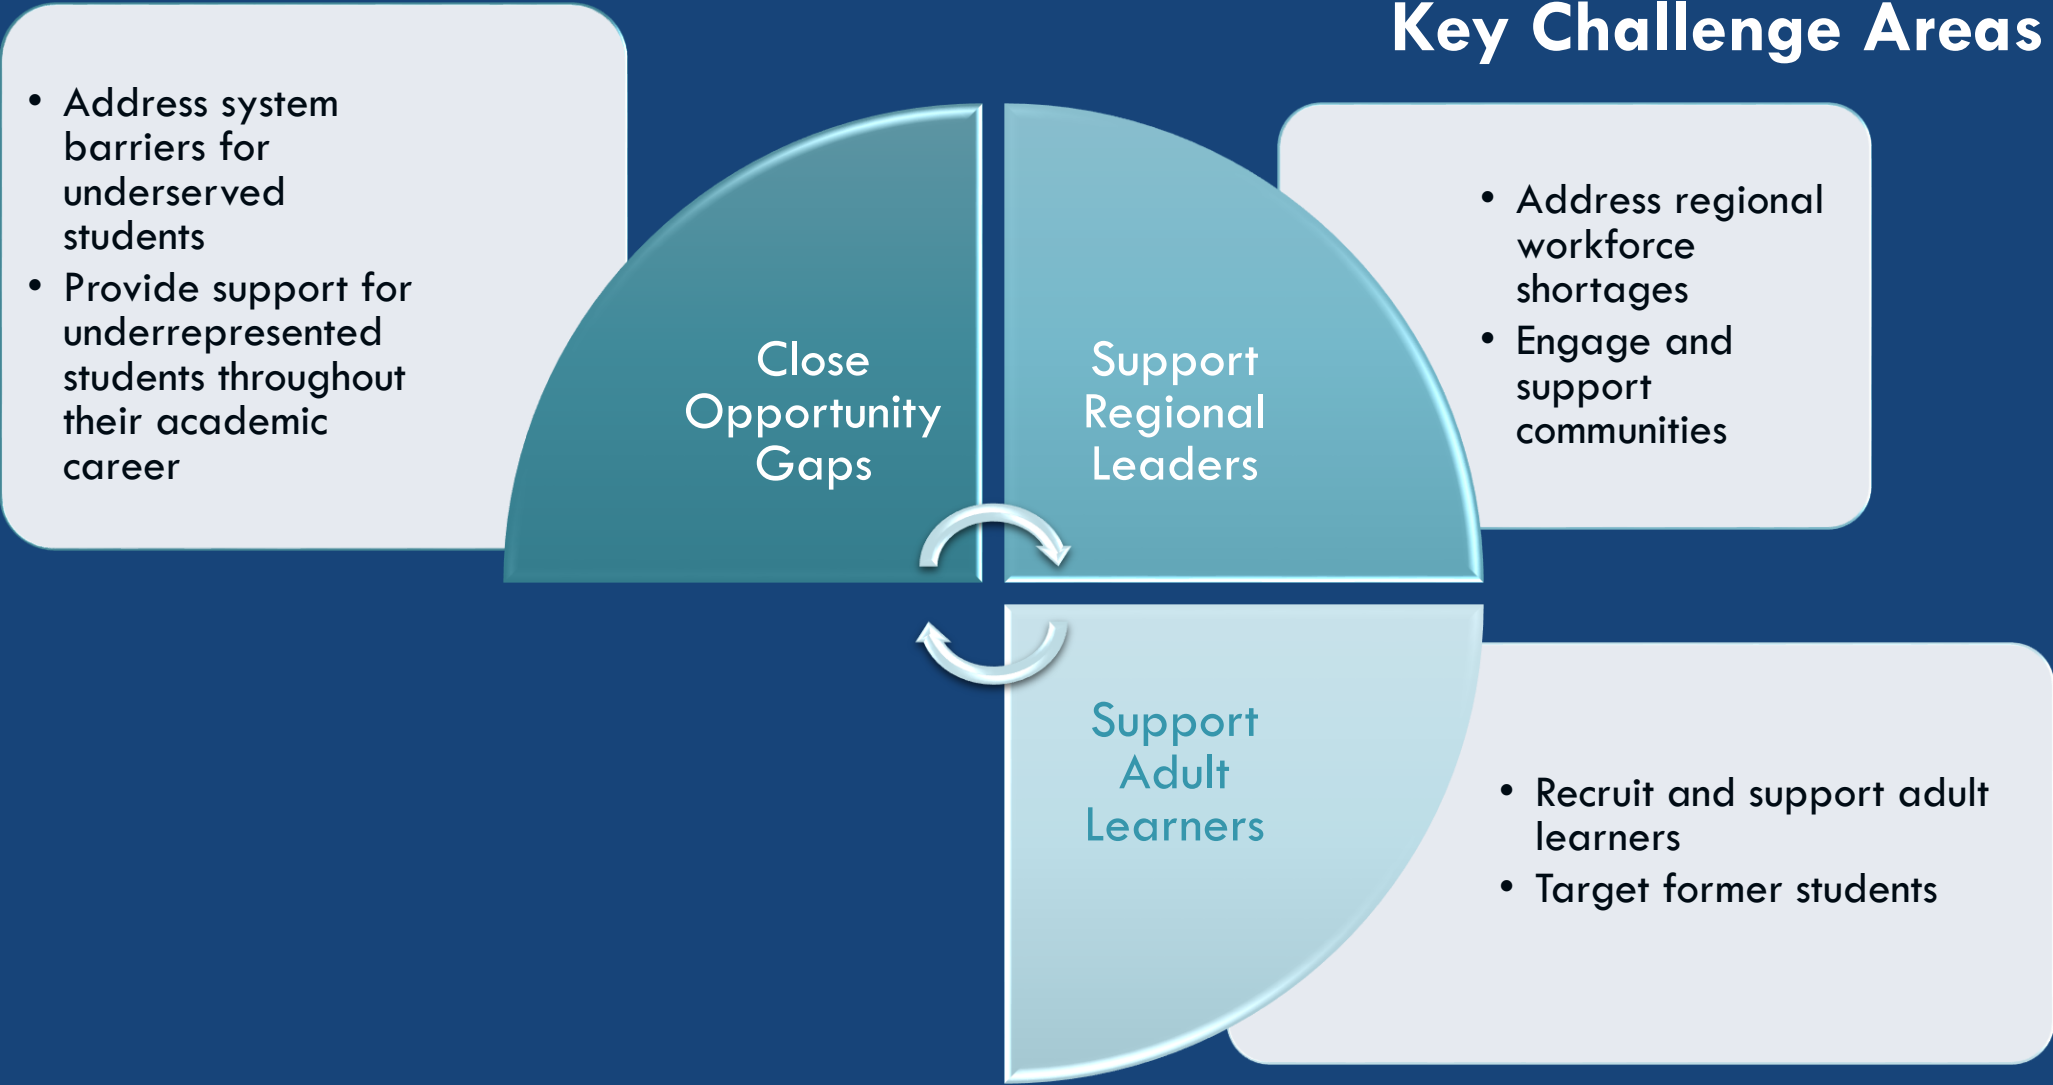 Key Challenge Areas
• Address system
barriers for
underserved
students
• Provide support for
underrepresented
students throughout
their academic
career
Close
Opportunity
Gaps
Support
Regional
Leaders
• Address regional
workforce
shortages
• Engage and
support
communities
Support
Adult
Learners
• Recruit and support adult
learners
• Target former students